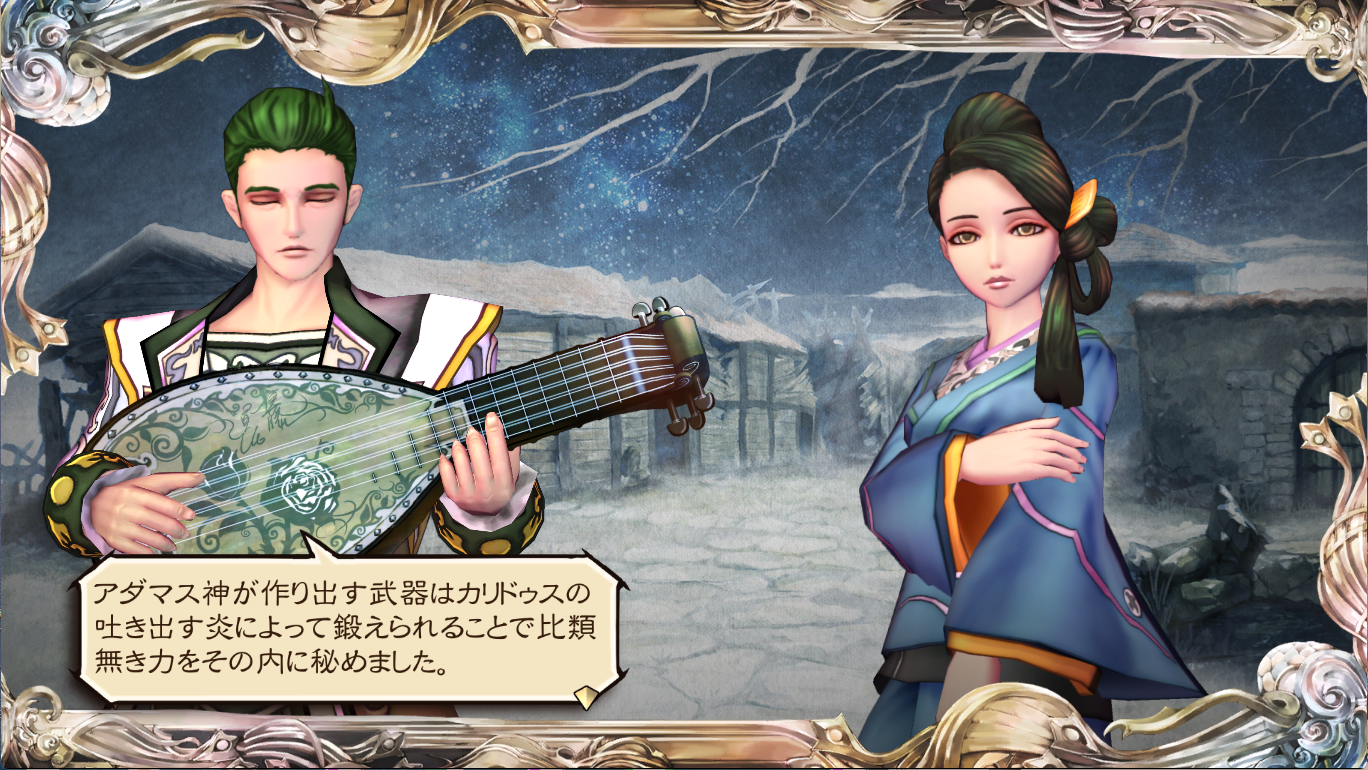 アダマス神が作り出す武器はカリドゥスの
吐き出す炎によって鍛えられることで比類
無き力をその内に秘めました。